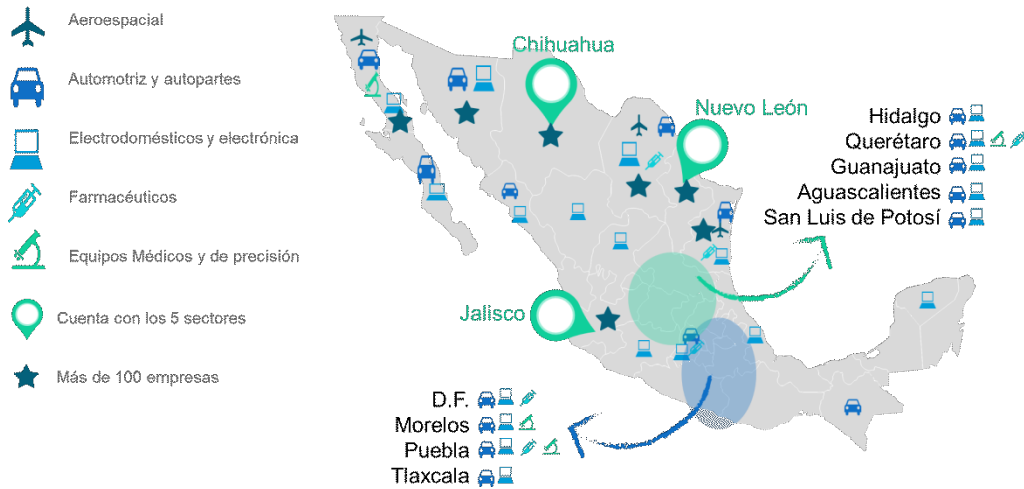 Aeroespacial
Automotriz y autopartes
Electrodomésticos y electrónica
Farmacéuticos
Equipos Médicos y de precisión
Cuenta con los 5 sectores
Más de 100 empresas
Chihuahua
Nuevo León
Jalisco
Hidalgo
Querétaro
Guanajuato
Aguascalientes
San Luis de Potosí
D.F.
Morelos
Puebla
Tlaxcala